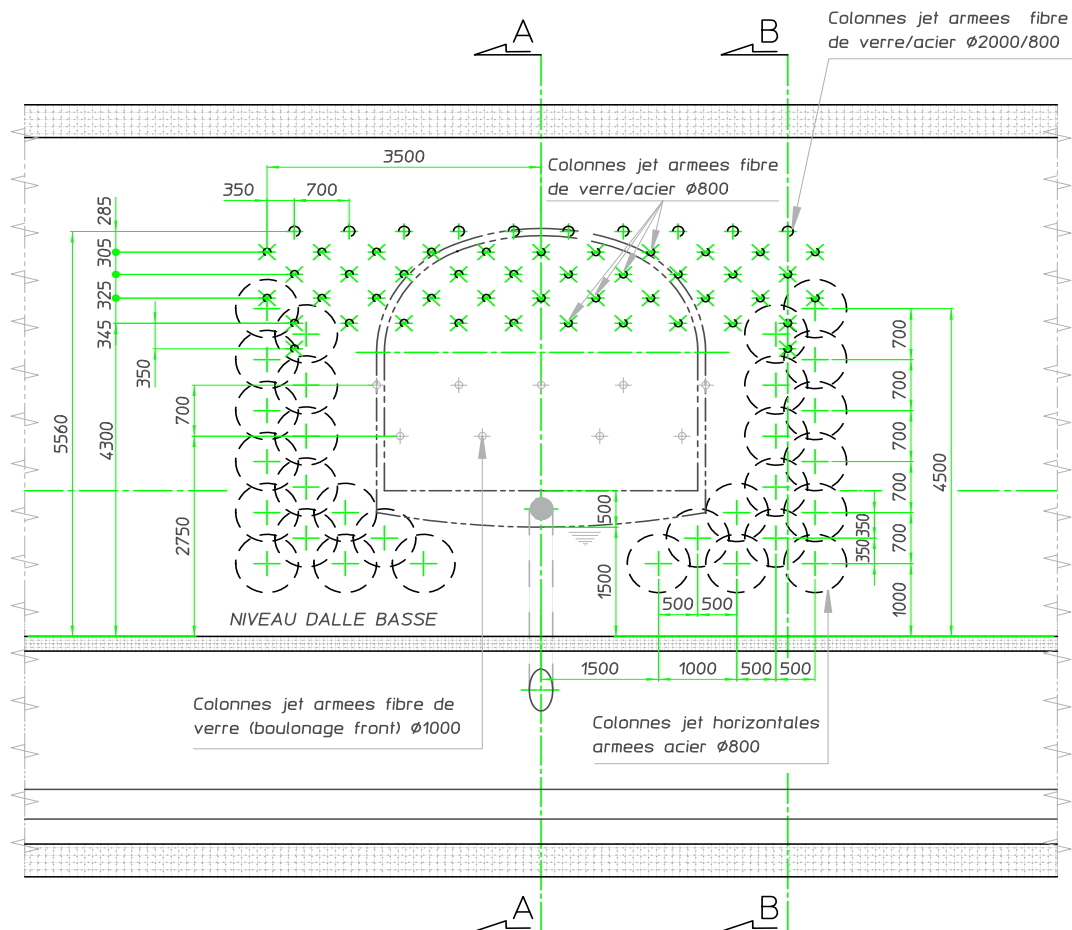 A
B
Colonnes jet armees fibre
de verre/acier Ø2000/800
3500
Colonnes jet armees fibre
de verre/acier Ø800
350
700
285
305
325
345
350
700
5560
4300
2750
700
700
700
700
700
4500
350
350
1000
500
1500
500
500
NIVEAU DALLE BASSE
1500
1000
500
500
Colonnes jet armees fibre de
verre (boulonage front) Ø1000
Colonnes jet horizontales
armees acier Ø800
A
B